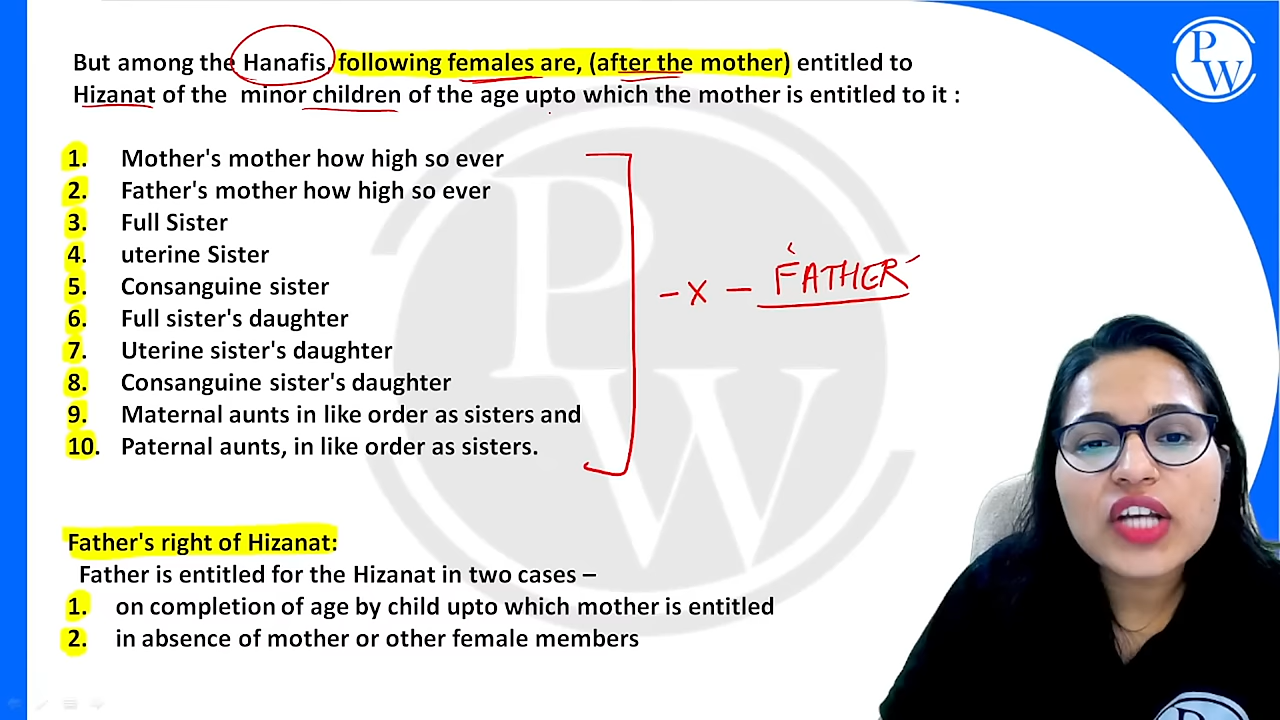 But among the Hanafis, following females are, (after the mother) entitled to
Hizanat of the minor children of the age upto which the mother is entitled to it :
1. Mother's mother how high so ever
2. Father's mother how high so ever
3. Full Sister
4. uterine Sister
5. Consanguine sister
6. Full sister's daughter
7. Uterine sister's daughter
8. Consanguine sister's daughter
9. Maternal aunts in like order as sisters and
10. Paternal aunts, in like order as sisters.
- x - FATHER
Father's right of Hizanat:
Father is entitled for the Hizanat in two cases –
1. on completion of age by child upto which mother is entitled
2. in absence of mother or other female members
PW
PW
PW